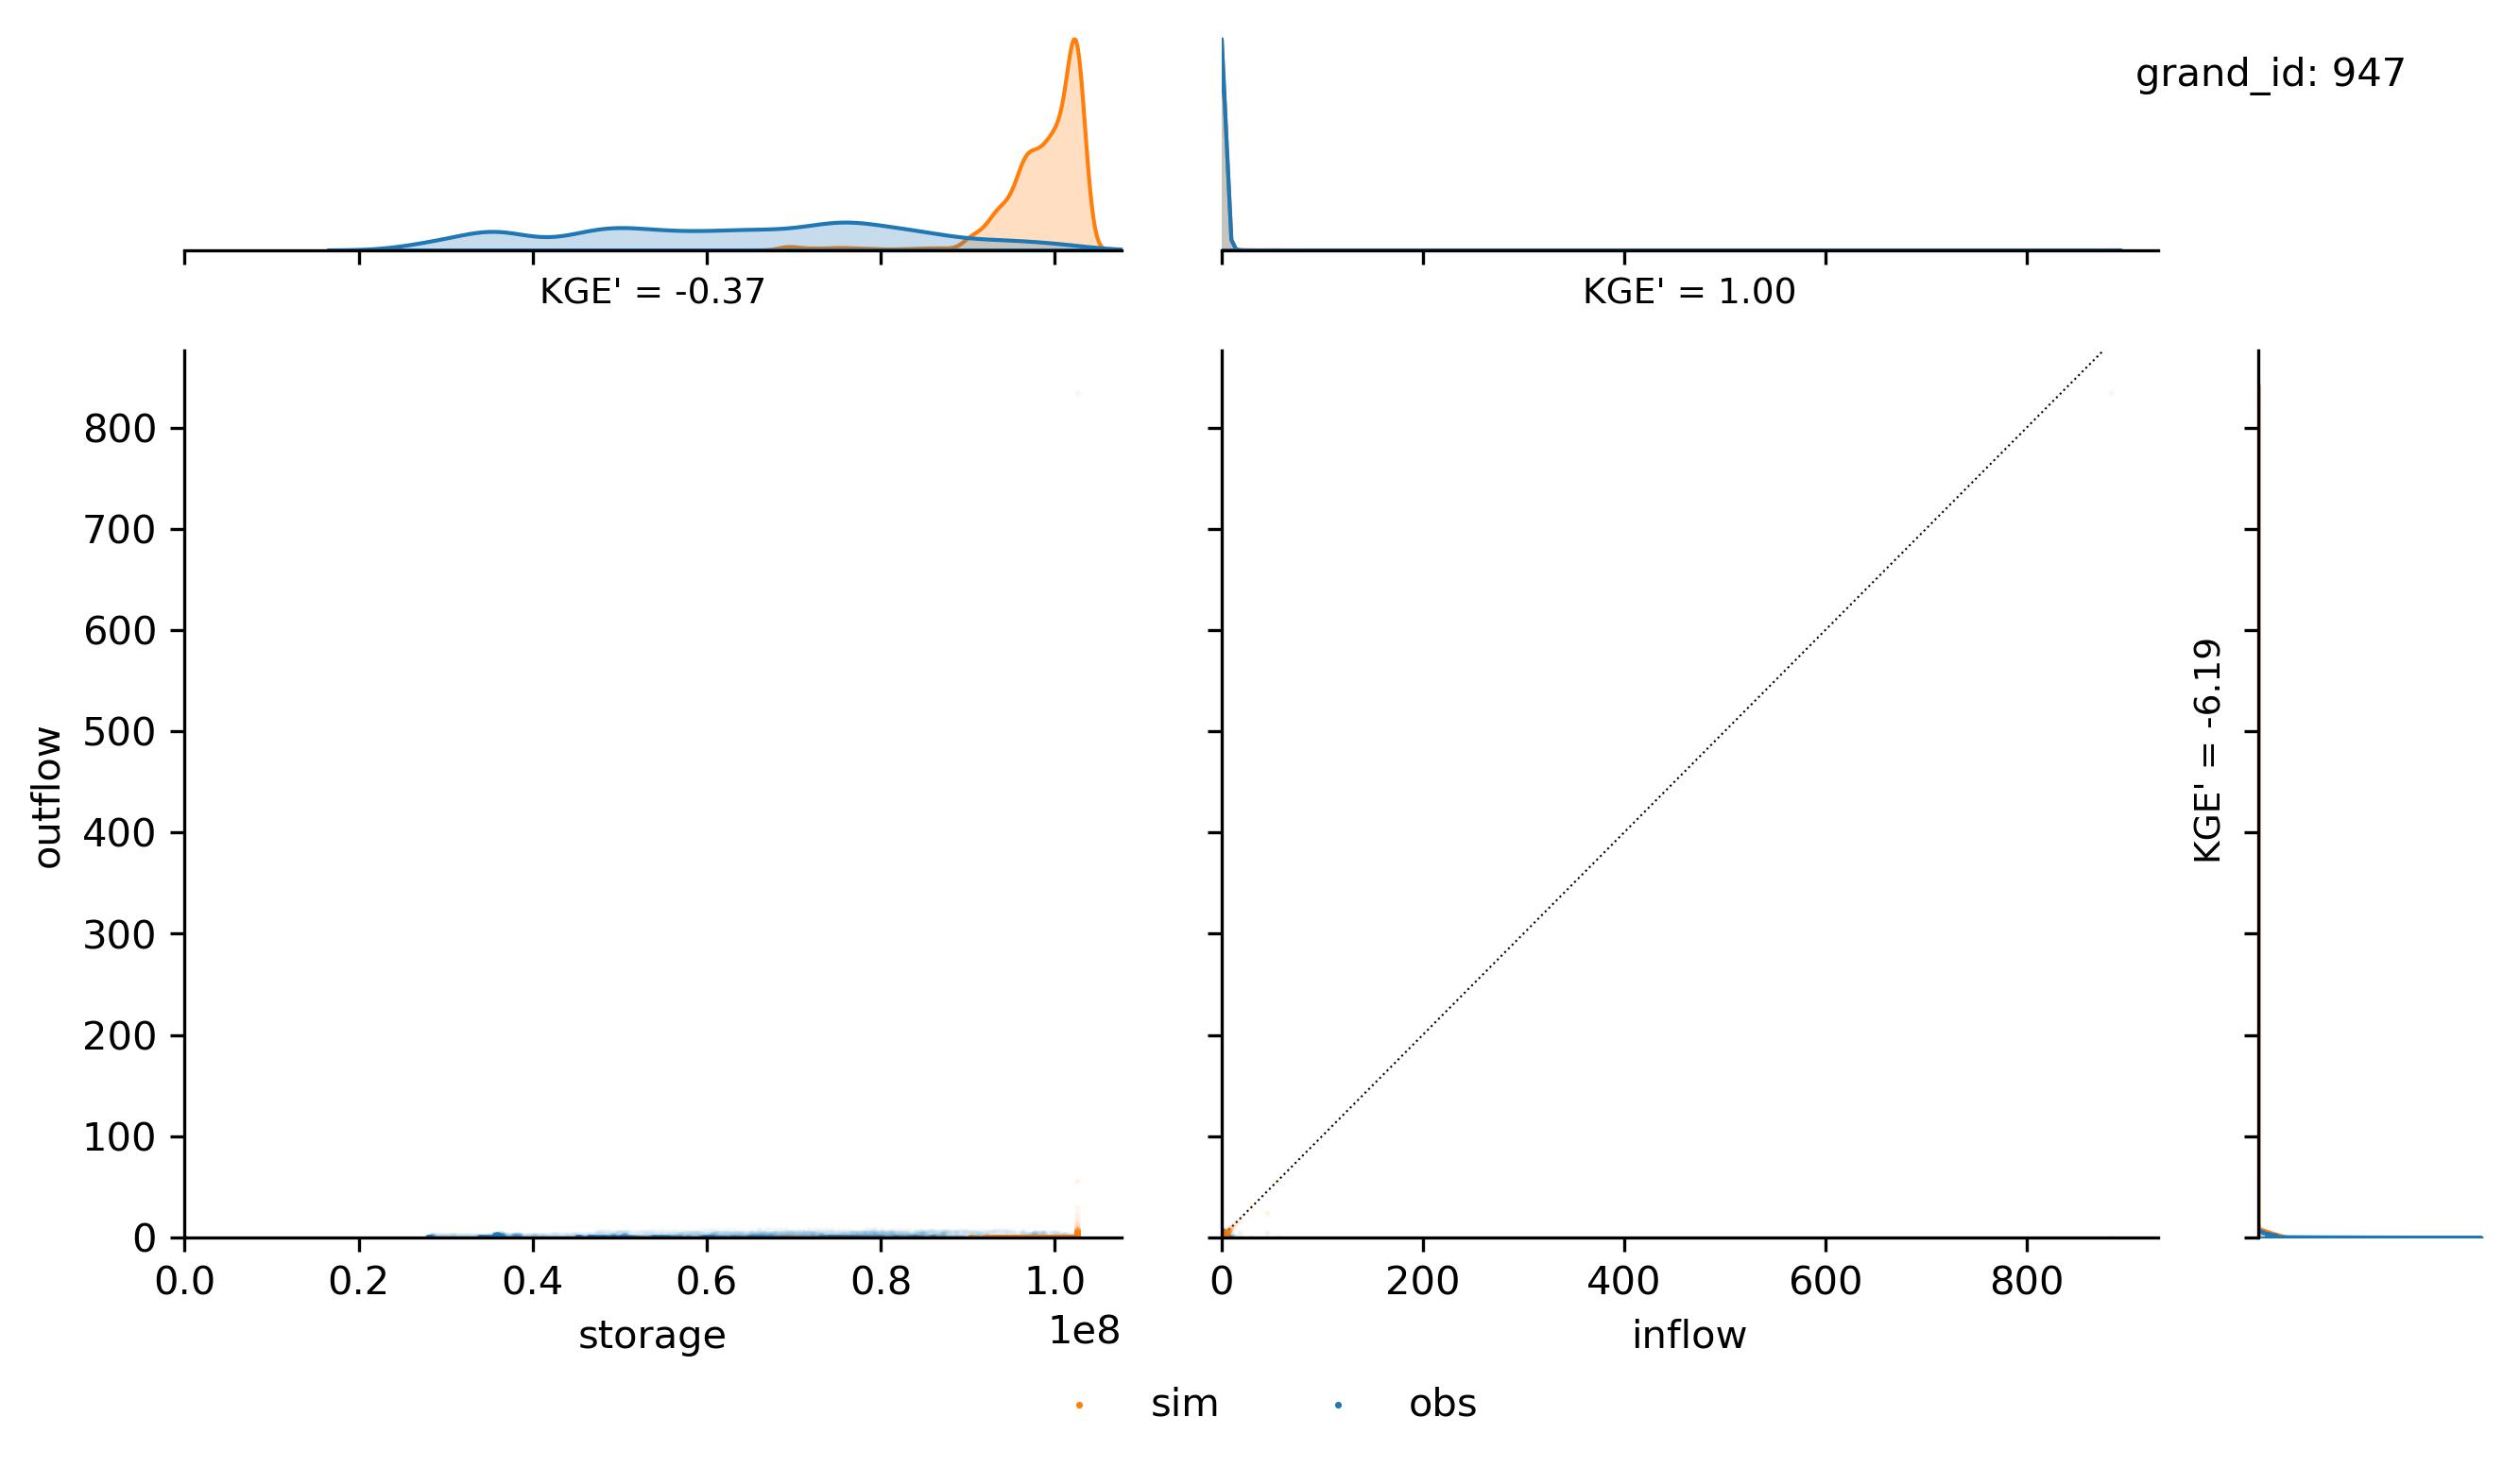 grand_id: 947
KGE' = -0.37
KGE' = 1.00
800
700
600
500
400
300
200
100
0
outflow
KGE' = -6.19
0.0 0.2 0.4 0.6 0.8 1.0
1e8
storage
0 200 400 600 800
inflow
sim obs